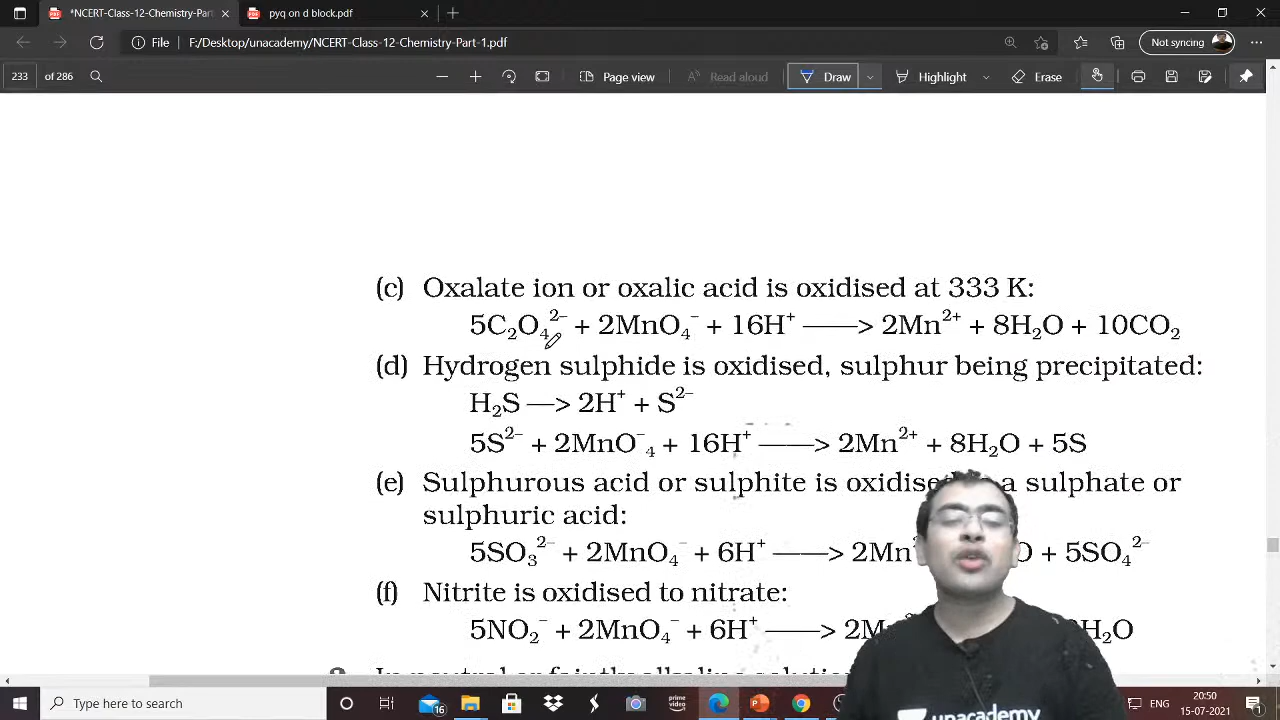 *NCERT-Class-12-Chemistry-Part-
pyq on d block.pdf
File F:/Desktop/unacademy/NCERT-Class-12-Chemistry-Part-1.pdf
Not syncing
233 of 286
Page view
Read aloud
Draw
Highlight
Erase
(c) Oxalate ion or oxalic acid is oxidised at 333 K:
5C₂O₄²⁻ + 2MnO₄⁻ + 16H⁺ ——> 2Mn²⁺ + 8H₂O + 10CO₂
(d) Hydrogen sulphide is oxidised, sulphur being precipitated:
H₂S —> 2H⁺ + S²⁻
5S²⁻ + 2MnO⁻₄ + 16H⁺ ——> 2Mn²⁺ + 8H₂O + 5S
(e) Sulphurous acid or sulphite is oxidised a sulphate or
sulphuric acid:
5SO₃²⁻ + 2MnO₄⁻ + 6H⁺ ——> 2Mn O + 5SO₄²⁻
(f) Nitrite is oxidised to nitrate:
5NO₂⁻ + 2MnO₄⁻ + 6H⁺ ——> 2M H₂O
unacademy
Type here to search
16
prime video
ENG
20:50
15-07-2021